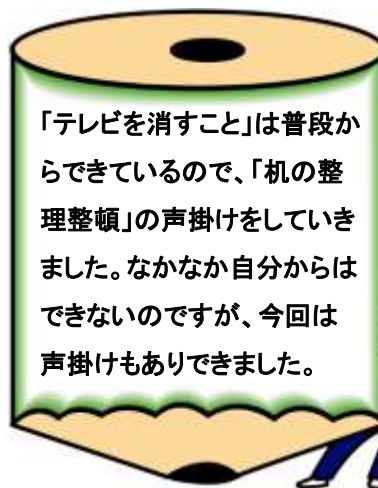 「テレビを消すこと」は普段か
らできているので、「机の整
理整頓」の声掛けをしていき
ました。なかなか自分からは
できないのですが、今回は
声掛けもありできました。